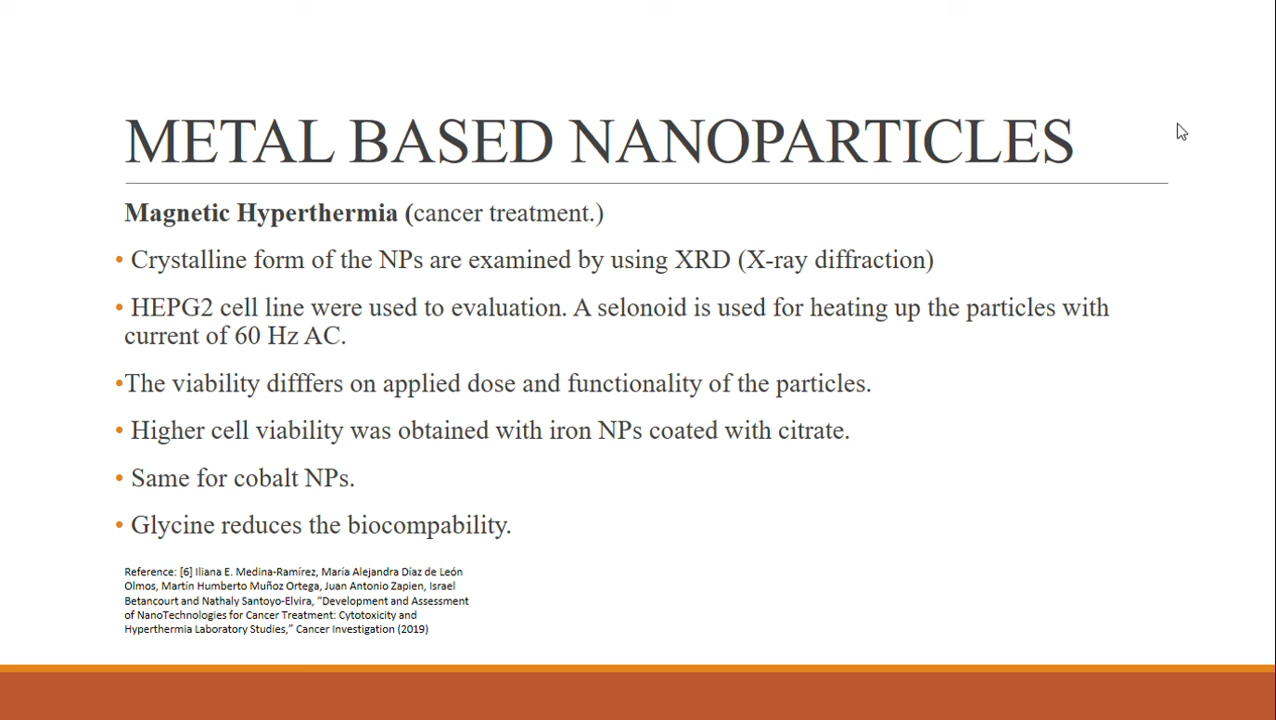 METAL BASED NANOPARTICLES
Magnetic Hyperthermia (cancer treatment.)
• Crystalline form of the NPs are examined by using XRD (X-ray diffraction)
• HEPG2 cell line were used to evaluation. A selonoid is used for heating up the particles with
current of 60 Hz AC.
•The viability difffers on applied dose and functionality of the particles.
• Higher cell viability was obtained with iron NPs coated with citrate.
• Same for cobalt NPs.
• Glycine reduces the biocompability.
Reference: [6] Iliana E. Medina-Ramírez, María Alejandra Díaz de León
Olmos, Martín Humberto Muñoz Ortega, Juan Antonio Zapien, Israel
Betancourt and Nathaly Santoyo-Elvira, “Development and Assessment
of NanoTechnologies for Cancer Treatment: Cytotoxicity and
Hyperthermia Laboratory Studies,” Cancer Investigation (2019)